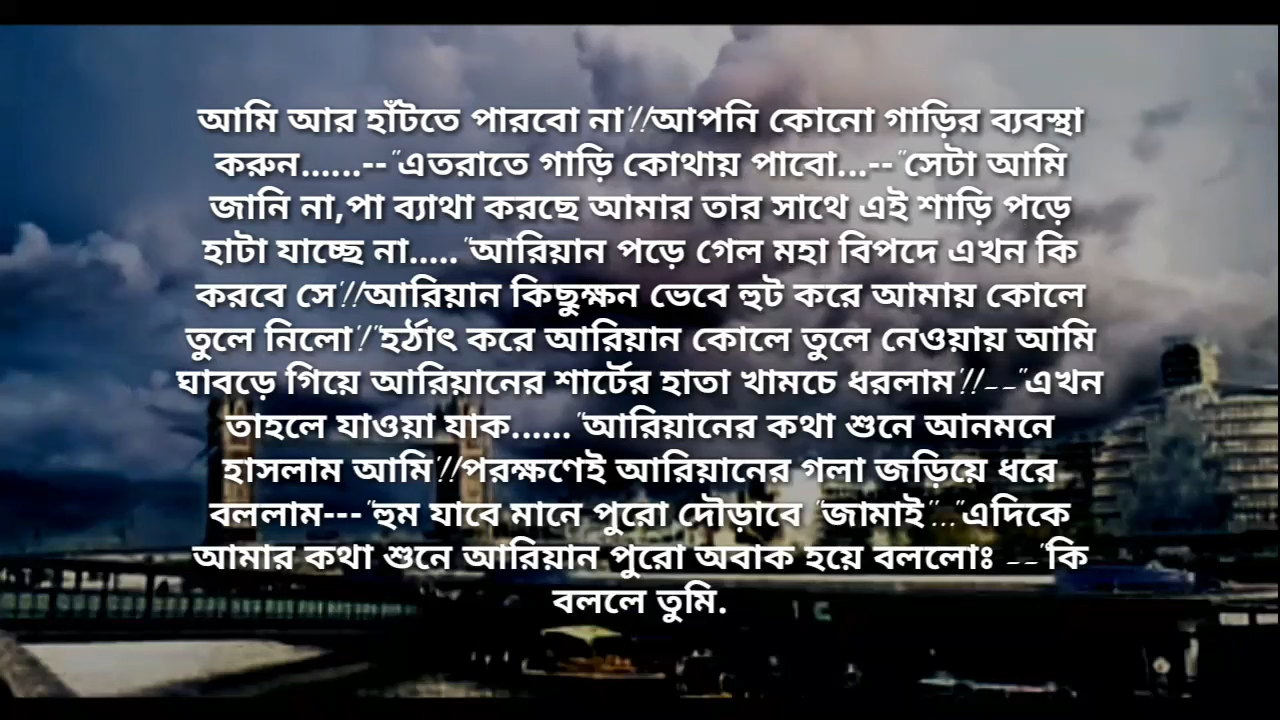 আমি আর হাঁটতে পারবো না'!!আপনি কোনো গাড়ির ব্যবস্থা
করুন......--"এতরাতে গাড়ি কোথায় পাবো...--"সেটা আমি
জানি না,পা ব্যাথা করছে আমার তার সাথে এই শাড়ি পড়ে
হাটা যাচ্ছে না....."আরিয়ান পড়ে গেল মহা বিপদে এখন কি
করবে সে'!!আরিয়ান কিছুক্ষন ভেবে হুট করে আমায় কোলে
তুলে নিলো'!"হর্ঠাৎ করে আরিয়ান কোলে তুলে নেওয়ায় আমি
ঘাবড়ে গিয়ে আরিয়ানের শার্টের হাতা খামচে ধরলাম'!!--"এখন
তাহলে যাওয়া যাক......"আরিয়ানের কথা শুনে আনমনে
হাসলাম আমি'!!পরক্ষণেই আরিয়ানের গলা জড়িয়ে ধরে
বললাম---"হুম যাবে মানে পুরো দৌড়াবে "জামাই"..."এদিকে
আমার কথা শুনে আরিয়ান পুরো অবাক হয়ে বললোঃ --"কি
বললে তুমি.